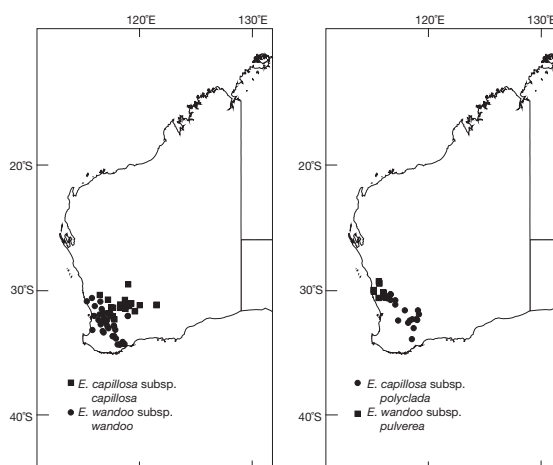 120°E 130°E
20°S
30°S
40°S
E. capillosa subsp.
capillosa
E. wandoo subsp.
wandoo
120°E 130°E
20°S
30°S
40°S
E. capillosa subsp.
polyclada
E. wandoo subsp.
pulverea